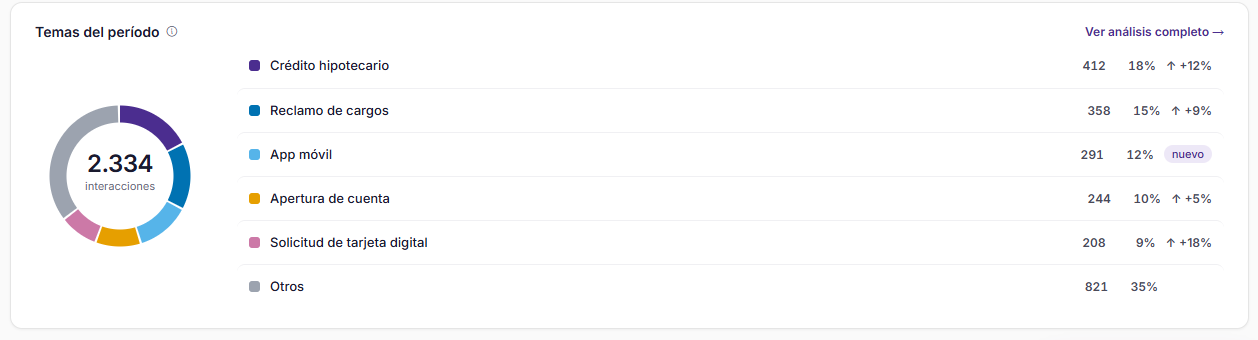 Temas del período
Ver análisis completo →
2.334
interacciones
Crédito hipotecario 412 18% ↑ +12%
Reclamo de cargos 358 15% ↑ +9%
App móvil 291 12% nuevo
Apertura de cuenta 244 10% ↑ +5%
Solicitud de tarjeta digital 208 9% ↑ +18%
Otros 821 35%